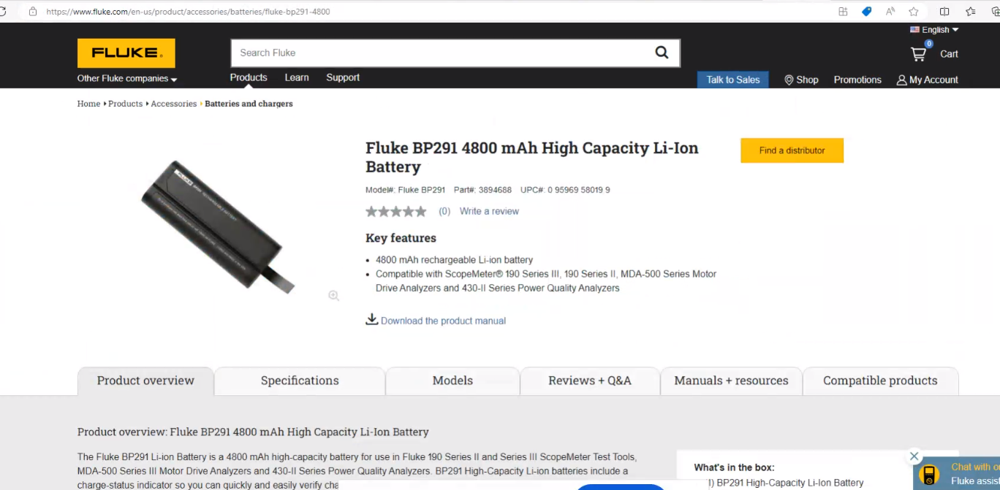 https://www.fluke.com/en-us/product/accessories/batteries/fluke-bp291-4800
English
FLUKE®
Search Fluke
0
Cart
Other Fluke companies
Products
Learn
Support
Talk to Sales
Shop
Promotions
My Account
Home Products Accessories Batteries and chargers
Fluke BP291 4800 mAh High Capacity Li-Ion
Battery
Find a distributor
FLUKE
Model#: Fluke BP291 Part#: 3894688 UPC#: 0 95969 58019 9
(0) Write a review
Key features
• 4800 mAh rechargeable Li-ion battery
• Compatible with ScopeMeter® 190 Series III, 190 Series II, MDA-500 Series Motor
Drive Analyzers and 430-II Series Power Quality Analyzers
Download the product manual
Product overview
Specifications
Models
Reviews + Q&A
Manuals + resources
Compatible products
Product overview: Fluke BP291 4800 mAh High Capacity Li-Ion Battery
The Fluke BP291 Li-ion Battery is a 4800 mAh high-capacity battery for use in Fluke 190 Series II and Series III ScopeMeter Test Tools,
MDA-500 Series III Motor Drive Analyzers and 430-II Series Power Quality Analyzers. BP291 High-Capacity Li-ion batteries include a
charge-status indicator so you can quickly and easily verify cha
What's in the box:
) BP291 High-Capacity Li-ion Battery
Chat with o
Fluke assis